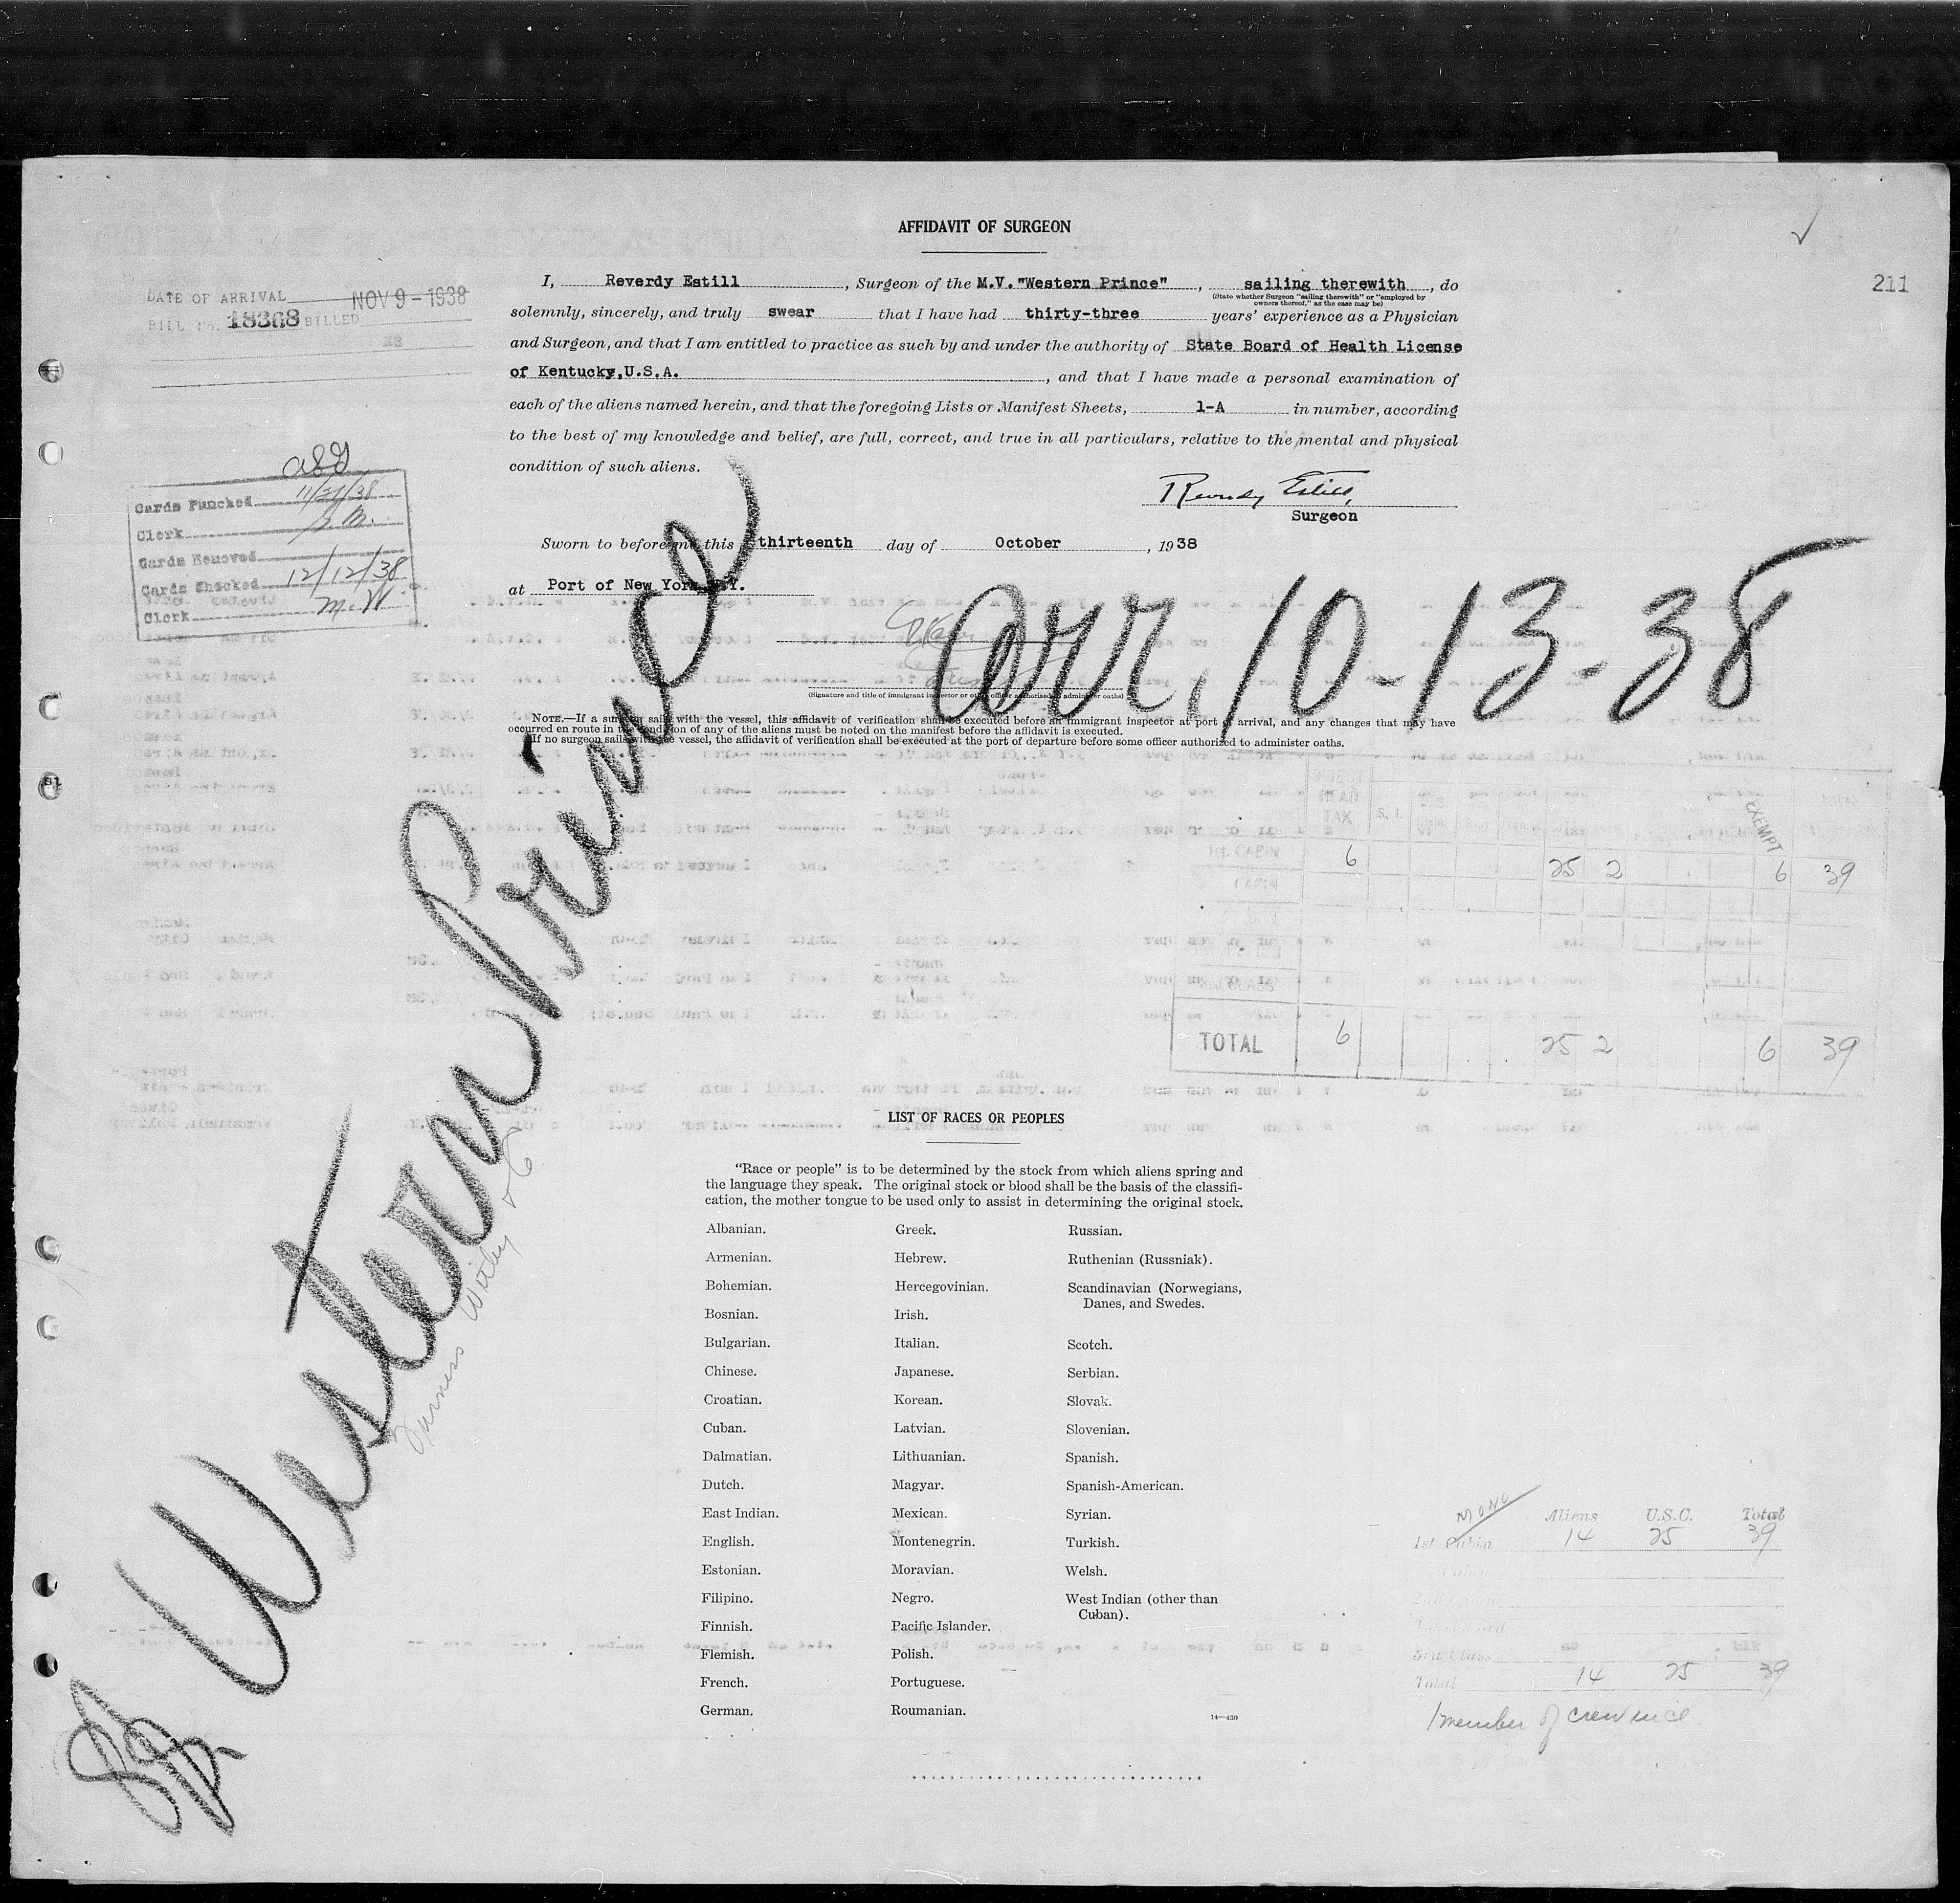 AFFIDAVIT OF SURGEON
211
DATE OF ARRIVAL NOV 9 - 1938
BILL No. 18368 BILLED
I, Reverdy Estill, Surgeon of the M.V. "Western Prince", sailing therewith, do
(State whether Surgeon "sailing therewith" or "employed by
owners thereof," as the case may be)
solemnly, sincerely, and truly swear that I have had thirty-three years' experience as a Physician
and Surgeon, and that I am entitled to practice as such by and under the authority of State Board of Health License
of Kentucky, U.S.A., and that I have made a personal examination of
each of the aliens named herein, and that the foregoing Lists or Manifest Sheets, 1-A in number, according
to the best of my knowledge and belief, are full, correct, and true in all particulars, relative to the mental and physical
condition of such aliens.
Reverdy Estill,
Surgeon
Cards Punched 11/21/38
Clerk
Cards Removed
Cards Checked 12/12/38
Clerk M.W.
Sworn to before me this thirteenth day of October, 1938
at Port of New York, N.Y.
(Signature and title of immigrant inspector or other officer authorized to administer oaths)
Arr. 10-13-38
NOTE.—If a surgeon sails with the vessel, this affidavit of verification shall be executed before an immigrant inspector at port of arrival, and any changes that may have
occurred en route in the condition of any of the aliens must be noted on the manifest before the affidavit is executed.
If no surgeon sails with the vessel, the affidavit of verification shall be executed at the port of departure before some officer authorized to administer oaths.
Western Prince
Furness Withy & Co
HEAD
TAX S. I. EXEMPT
1st CABIN 6 25 2 6 39
CABIN
TOTAL 6 25 2 6 39
LIST OF RACES OR PEOPLES
"Race or people" is to be determined by the stock from which aliens spring and
the language they speak. The original stock or blood shall be the basis of the classifi-
cation, the mother tongue to be used only to assist in determining the original stock.
Albanian.
Armenian.
Bohemian.
Bosnian.
Bulgarian.
Chinese.
Croatian.
Cuban.
Dalmatian.
Dutch.
East Indian.
English.
Estonian.
Filipino.
Finnish.
Flemish.
French.
German.
Greek.
Hebrew.
Hercegovinian.
Irish.
Italian.
Japanese.
Korean.
Latvian.
Lithuanian.
Magyar.
Mexican.
Montenegrin.
Moravian.
Negro.
Pacific Islander.
Polish.
Portuguese.
Roumanian.
Russian.
Ruthenian (Russniak).
Scandinavian (Norwegians,
Danes, and Swedes.
Scotch.
Serbian.
Slovak.
Slovenian.
Spanish.
Spanish-American.
Syrian.
Turkish.
Welsh.
West Indian (other than
Cuban).
14—430
MONO
Aliens U.S.C. Total
1st Cabin 14 25 39
3rd Class
Total 14 25 39
1 member of crew